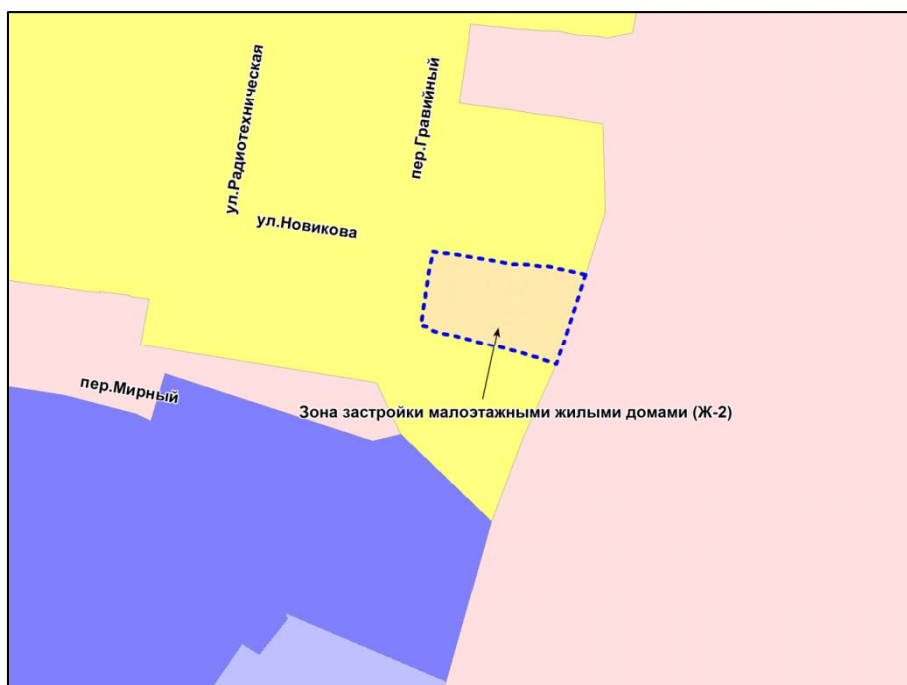 ул.Радиотехническая
пер.Гравийный
ул.Новикова
пер.Мирный
Зона застройки малоэтажными жилыми домами (Ж-2)